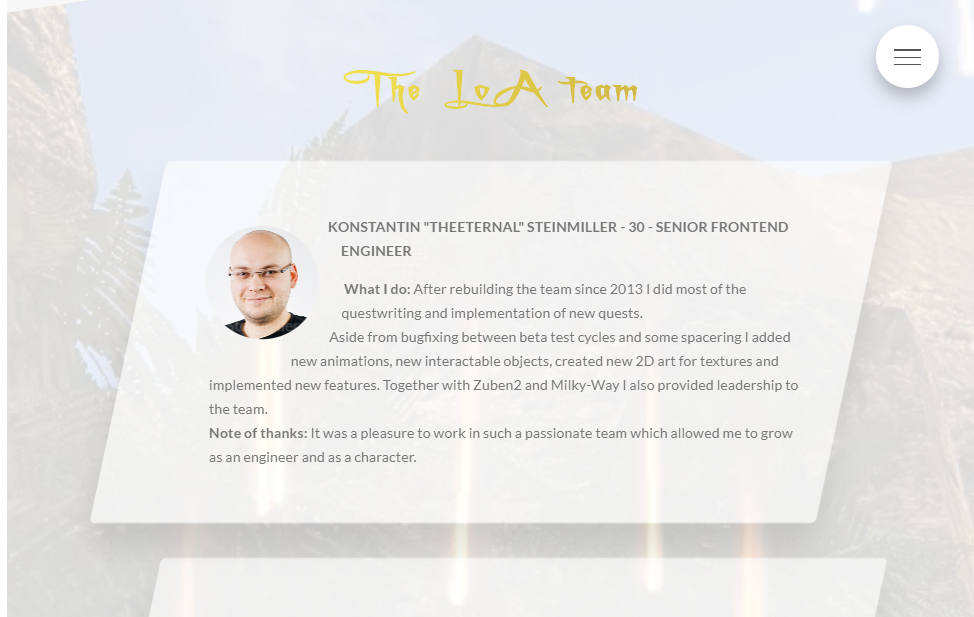 The LoA team
KONSTANTIN "THEETERNAL" STEINMILLER - 30 - SENIOR FRONTEND
ENGINEER
What I do: After rebuilding the team since 2013 I did most of the
questwriting and implementation of new quests.
Aside from bugfixing between beta test cycles and some spacering I added
new animations, new interactable objects, created new 2D art for textures and
implemented new features. Together with Zuben2 and Milky-Way I also provided leadership to
the team.
Note of thanks: It was a pleasure to work in such a passionate team which allowed me to grow
as an engineer and as a character.